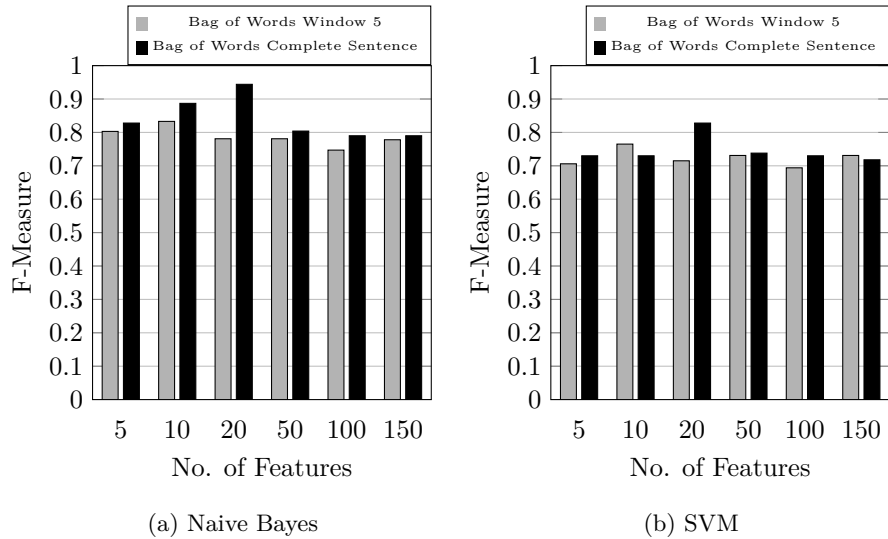 Bag of Words Window 5
Bag of Words Complete Sentence
1
0.9
0.8
0.7
0.6
0.5
0.4
0.3
0.2
0.1
0
F-Measure
5 10 20 50 100 150
No. of Features
(a) Naive Bayes
Bag of Words Window 5
Bag of Words Complete Sentence
1
0.9
0.8
0.7
0.6
0.5
0.4
0.3
0.2
0.1
0
F-Measure
5 10 20 50 100 150
No. of Features
(b) SVM